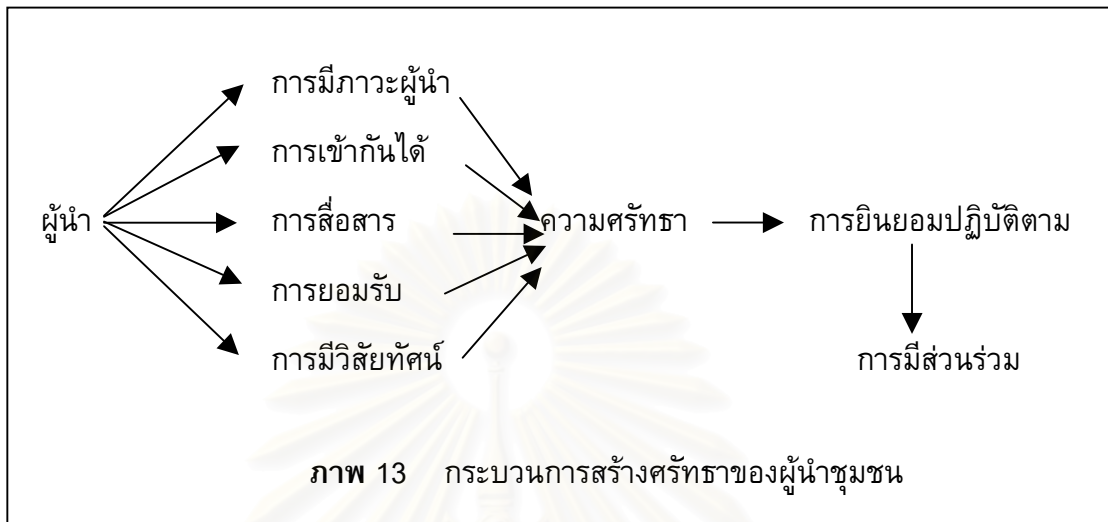 การมีภาวะผู้นำ
การเข้ากันได้
ผู้นำ การสื่อสาร ความศรัทธา การยินยอมปฏิบัติตาม
การยอมรับ
การมีวิสัยทัศน์ การมีส่วนร่วม
ภาพ 13 กระบวนการสร้างศรัทธาของผู้นำชุมชน